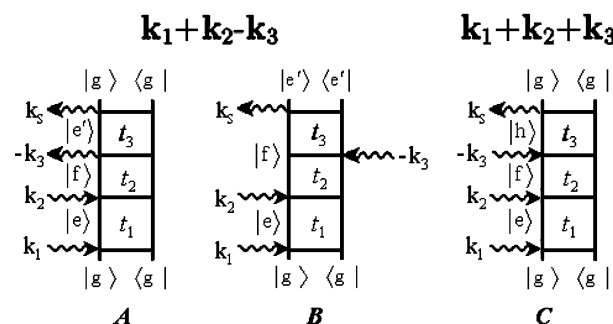 k₁+k₂-k₃
k₁+k₂+k₃
|g⟩ ⟨g|
|e'⟩ ⟨e'|
|g⟩ ⟨g|
kₛ
|e'⟩ t₃
-k₃
|f⟩ t₂
k₂
|e⟩ t₁
k₁
|g⟩ ⟨g|
A
kₛ
t₃
|f⟩
-k₃
t₂
k₂
|e⟩ t₁
k₁
|g⟩ ⟨g|
B
kₛ
|h⟩ t₃
-k₃
|f⟩ t₂
k₂
|e⟩ t₁
k₁
|g⟩ ⟨g|
C